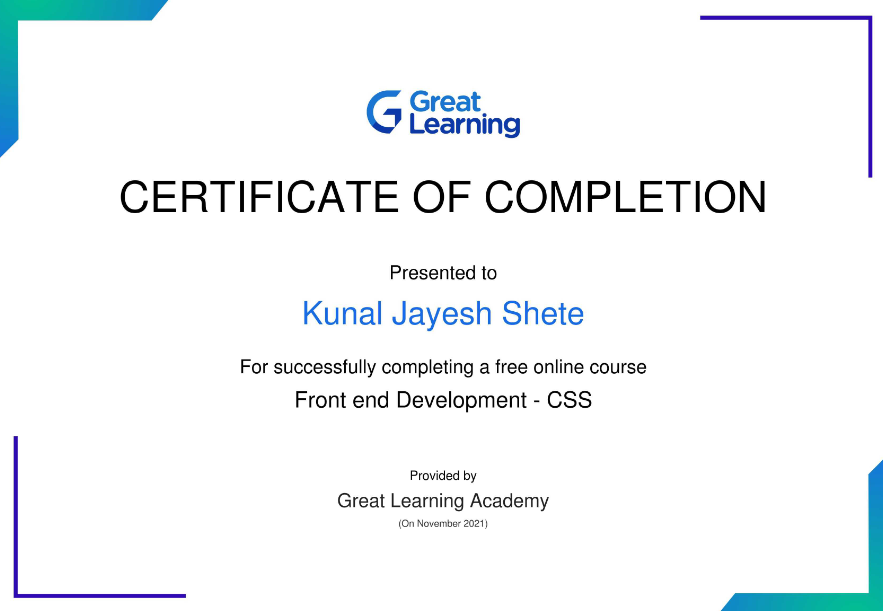 Great
Learning
CERTIFICATE OF COMPLETION
Presented to
Kunal Jayesh Shete
For successfully completing a free online course
Front end Development - CSS
Provided by
Great Learning Academy
(On November 2021)